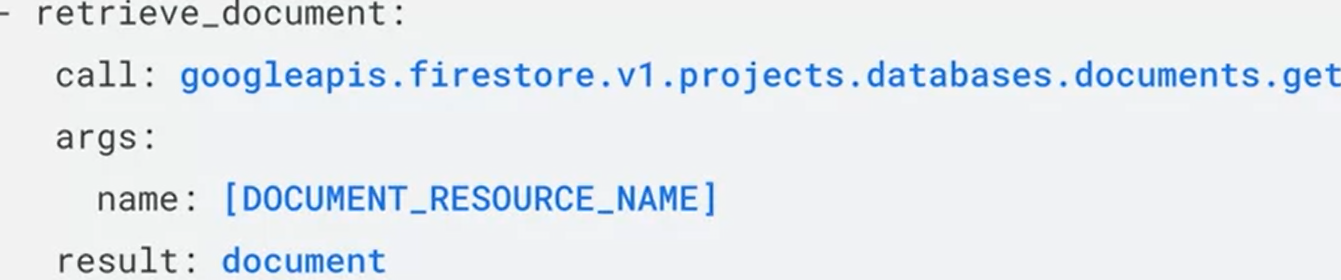 - retrieve_document:
call: googleapis.firestore.v1.projects.databases.documents.get
args:
name: [DOCUMENT_RESOURCE_NAME]
result: document